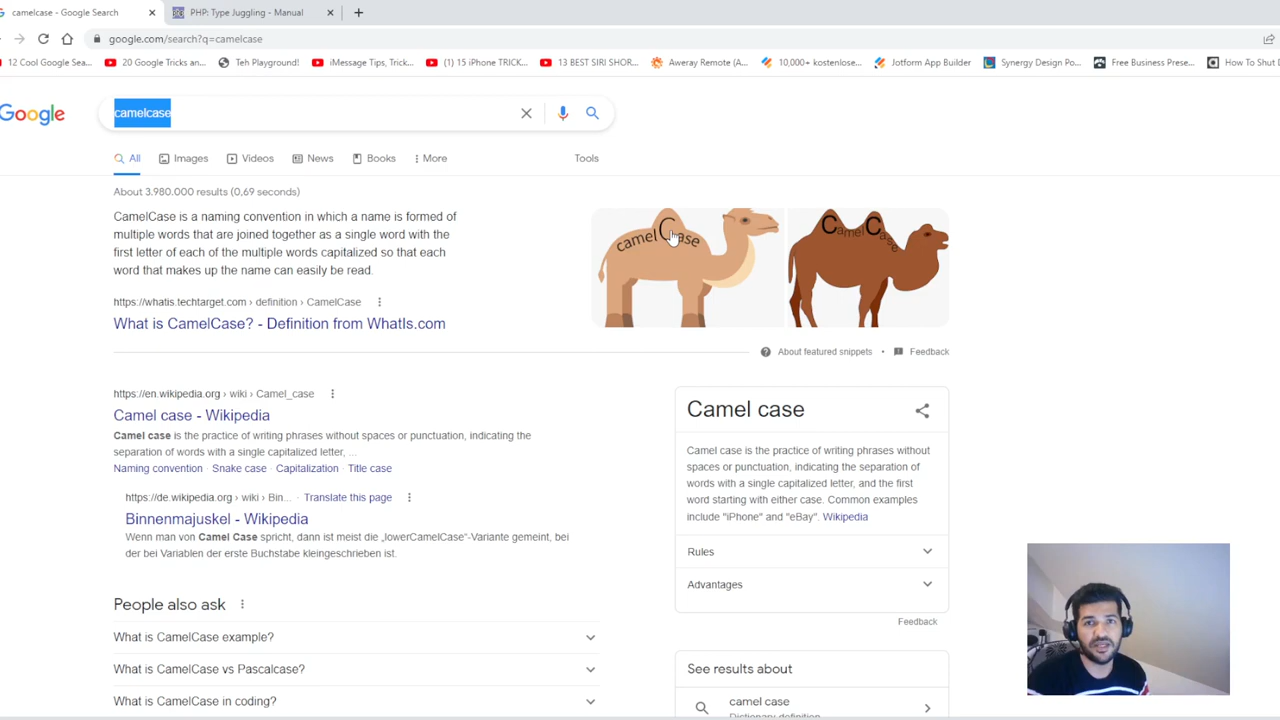 camelcase - Google Search
PHP: Type Juggling - Manual
google.com/search?q=camelcase
12 Cool Google Sea...
20 Google Tricks an...
Teh Playground!
iMessage Tips, Trick...
(1) 15 iPhone TRICK...
13 BEST SIRI SHOR...
Aweray Remote (A...
10,000+ kostenlose...
Jotform App Builder
Synergy Design Po...
Free Business Prese...
How To Shut D
Google
camelcase
All
Images
Videos
News
Books
More
Tools
About 3.980.000 results (0,69 seconds)
CamelCase is a naming convention in which a name is formed of
multiple words that are joined together as a single word with the
first letter of each of the multiple words capitalized so that each
word that makes up the name can easily be read.
camelCase
CamelCase
https://whatis.techtarget.com › definition › CamelCase
What is CamelCase? - Definition from WhatIs.com
About featured snippets
Feedback
https://en.wikipedia.org › wiki › Camel_case
Camel case - Wikipedia
Camel case is the practice of writing phrases without spaces or punctuation, indicating the
separation of words with a single capitalized letter, ...
Naming convention · Snake case · Capitalization · Title case
https://de.wikipedia.org › wiki › Bin... · Translate this page
Binnenmajuskel - Wikipedia
Wenn man von Camel Case spricht, dann ist meist die „lowerCamelCase“-Variante gemeint, bei
der bei Variablen der erste Buchstabe kleingeschrieben ist.
People also ask
What is CamelCase example?
What is CamelCase vs Pascalcase?
What is CamelCase in coding?
Camel case
Camel case is the practice of writing phrases without
spaces or punctuation, indicating the separation of
words with a single capitalized letter, and the first
word starting with either case. Common examples
include "iPhone" and "eBay". Wikipedia
Rules
Advantages
Feedback
See results about
camel case
Dictionary definition